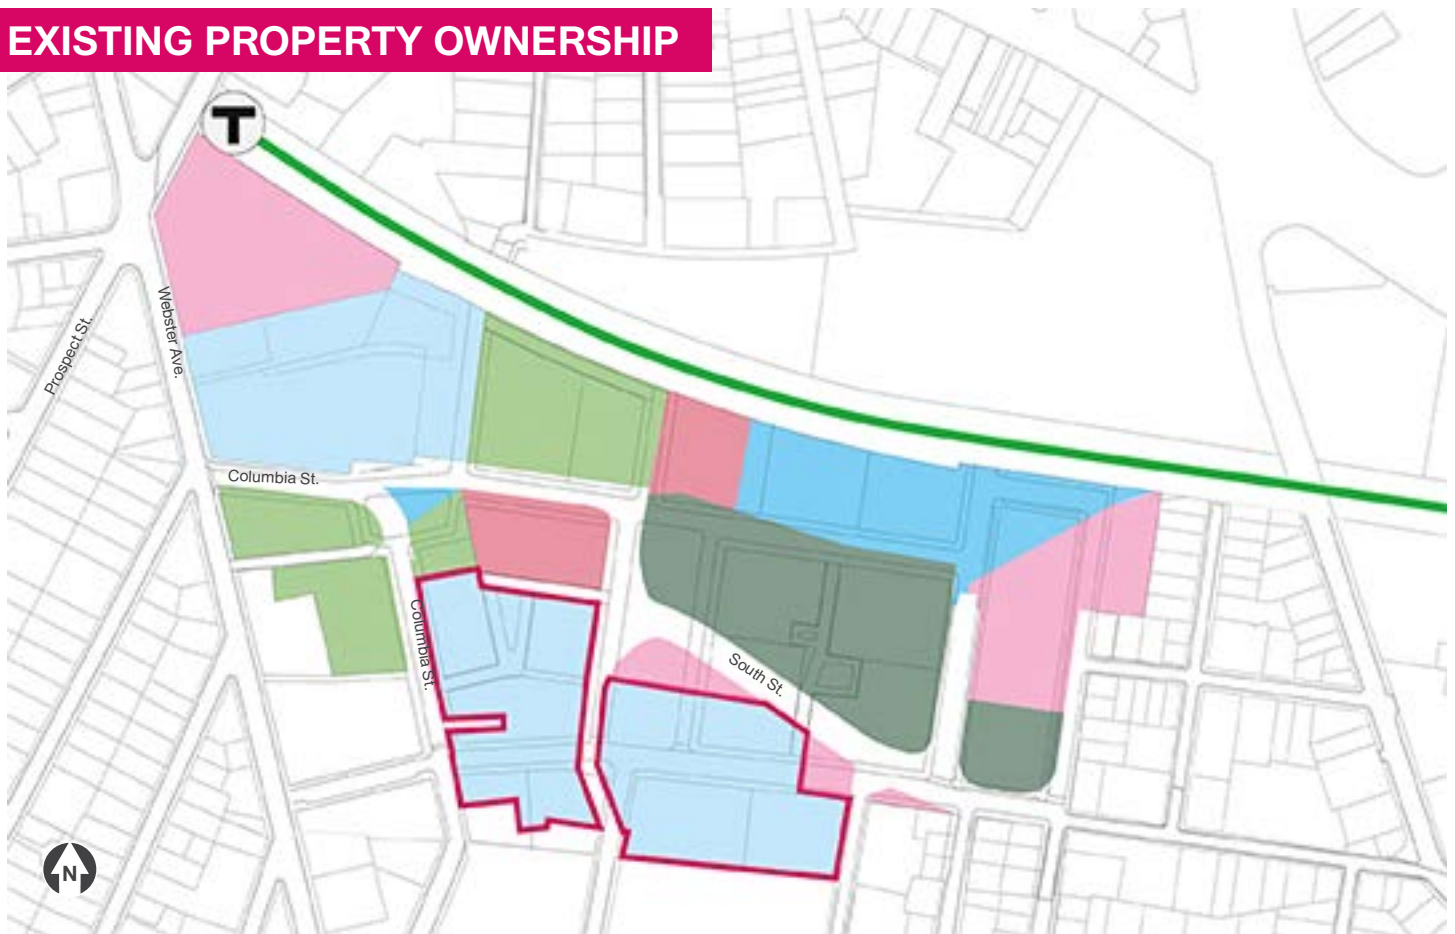 EXISTING PROPERTY OWNERSHIP
T
Webster Ave.
Prospect St.
Columbia St.
Columbia St.
South St.
N